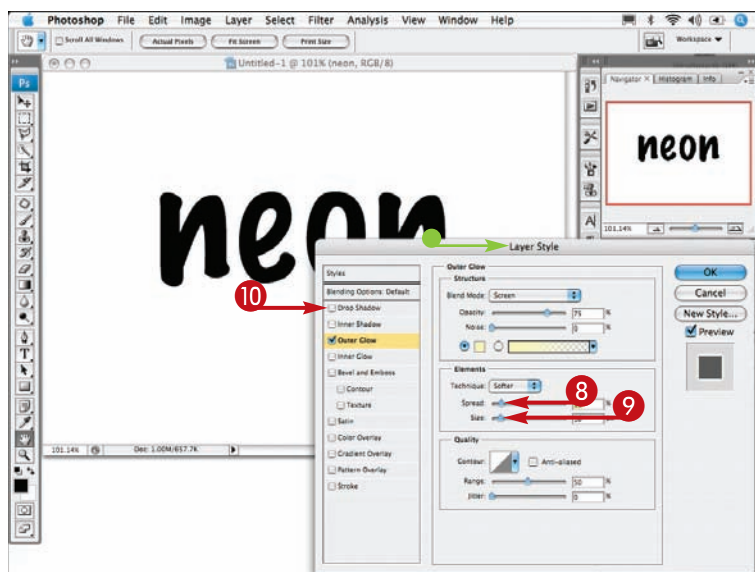 Photoshop File Edit Image Layer Select Filter Analysis View Window Help
Scroll All Windows Actual Pixels Fit Screen Print Size Workspace
Untitled-1 @ 101% (neon, RGB/8)
Ps
Navigator × Histogram Info
neon
neon
101.14%
A
T
Layer Style
Styles
Blending Options: Default
10
Drop Shadow
Inner Shadow
Outer Glow
Inner Glow
Bevel and Emboss
Contour
Texture
Satin
Color Overlay
Gradient Overlay
Pattern Overlay
Stroke
Outer Glow
Structure
Blend Mode: Screen
Opacity: 75 %
Noise: 0 %
Elements
Technique: Softer
Spread: % 8
Size: 9
Quality
Contour: Anti-aliased
Range: 50 %
Jitter: 0 %
OK
Cancel
New Style...
Preview
101.14% Doc: 1.00M/657.7K